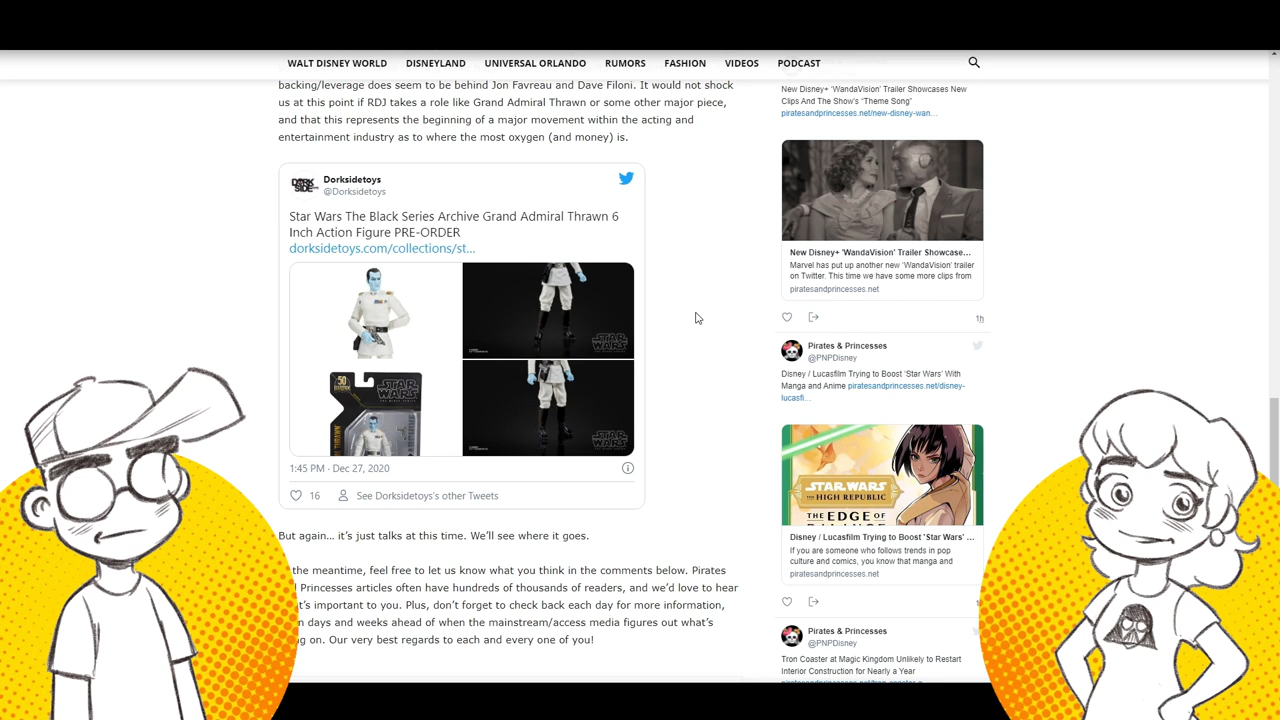 WALT DISNEY WORLD DISNEYLAND UNIVERSAL ORLANDO RUMORS FASHION VIDEOS PODCAST
backing/leverage does seem to be behind Jon Favreau and Dave Filoni. It would not shock
us at this point if RDJ takes a role like Grand Admiral Thrawn or some other major piece,
and that this represents the beginning of a major movement within the acting and
entertainment industry as to where the most oxygen (and money) is.
Dorksidetoys
@Dorksidetoys
Star Wars The Black Series Archive Grand Admiral Thrawn 6
Inch Action Figure PRE-ORDER
dorksidetoys.com/collections/st...
STAR WARS
50
STAR WARS
STAR WARS
1:45 PM · Dec 27, 2020
16 See Dorksidetoys's other Tweets
But again… it's just talks at this time. We'll see where it goes.
the meantime, feel free to let us know what you think in the comments below. Pirates
Princesses articles often have hundreds of thousands of readers, and we'd love to hear
t's important to you. Plus, don't forget to check back each day for more information,
n days and weeks ahead of when the mainstream/access media figures out what's
ng on. Our very best regards to each and every one of you!
New Disney+ 'WandaVision' Trailer Showcases New
Clips And The Show's "Theme Song"
piratesandprincesses.net/new-disney-wan…
New Disney+ 'WandaVision' Trailer Showcase...
Marvel has put up another new 'WandaVision' trailer
on Twitter. This time we have some more clips from
piratesandprincesses.net
1h
Pirates & Princesses
@PNPDisney
Disney / Lucasfilm Trying to Boost 'Star Wars' With
Manga and Anime piratesandprincesses.net/disney-
lucasfi…
STAR WARS
THE HIGH REPUBLIC
THE EDGE OF
Disney / Lucasfilm Trying to Boost 'Star Wars' ...
If you are someone who follows trends in pop
culture and comics, you know that manga and
piratesandprincesses.net
Pirates & Princesses
@PNPDisney
Tron Coaster at Magic Kingdom Unlikely to Restart
Interior Construction for Nearly a Year